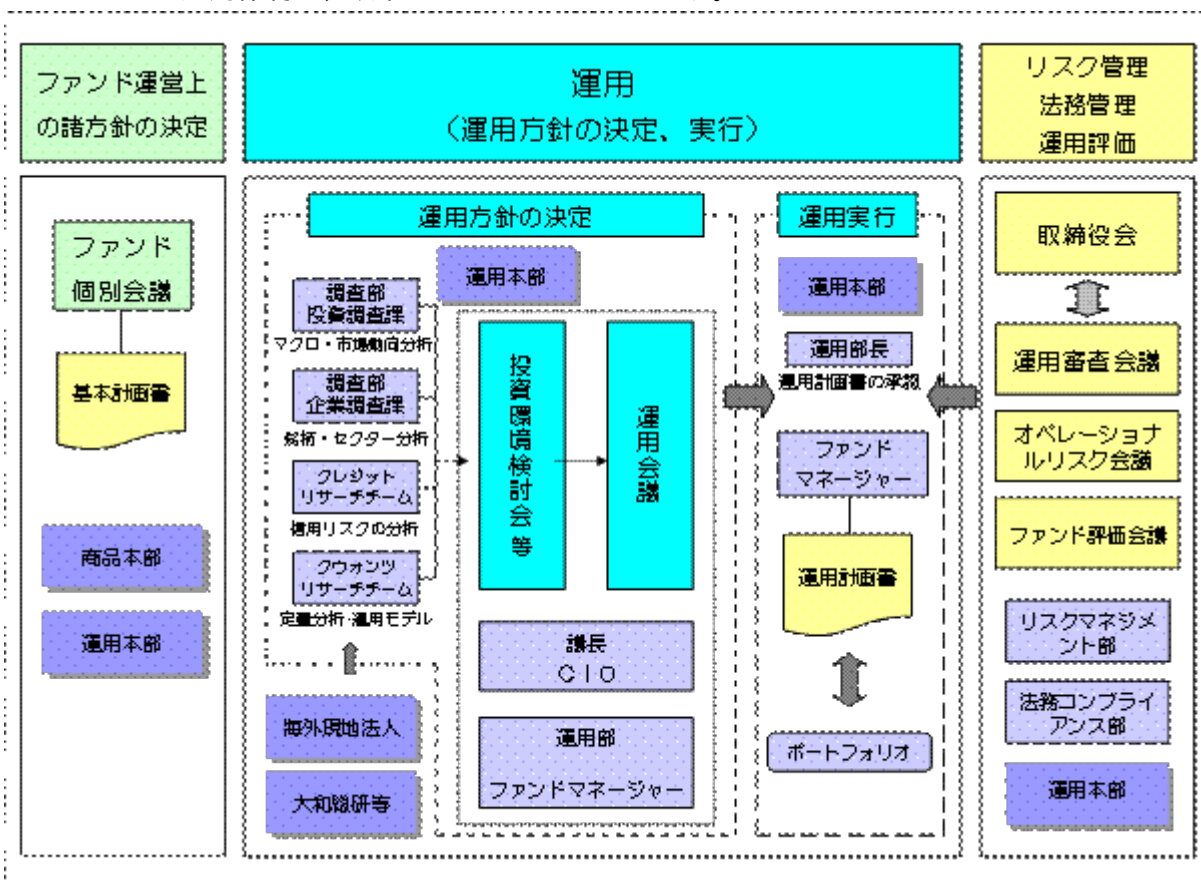 ファンド運営上
の諸方針の決定
運用
（運用方針の決定、実行）
リスク管理
法務管理
運用評価
ファンド
個別会議
基本計画書
商品本部
運用本部
運用方針の決定
運用本部
調査部
投資調査課
マクロ・市場動向分析
調査部
企業調査課
銘柄・セクター分析
クレジット
リサーチチーム
信用リスクの分析
クウォンツ
リサーチチーム
定量分析・運用モデル
海外現地法人
大和総研等
投資環境検討会等
運用会議
議長
ＣＩＯ
運用部
ファンドマネージャー
運用実行
運用本部
運用部長
運用計画書の承認
ファンド
マネージャー
運用計画書
ポートフォリオ
取締役会
運用審査会議
オペレーショナ
ルリスク会議
ファンド評価会議
リスクマネジメ
ント部
法務コンプライ
アンス部
運用本部